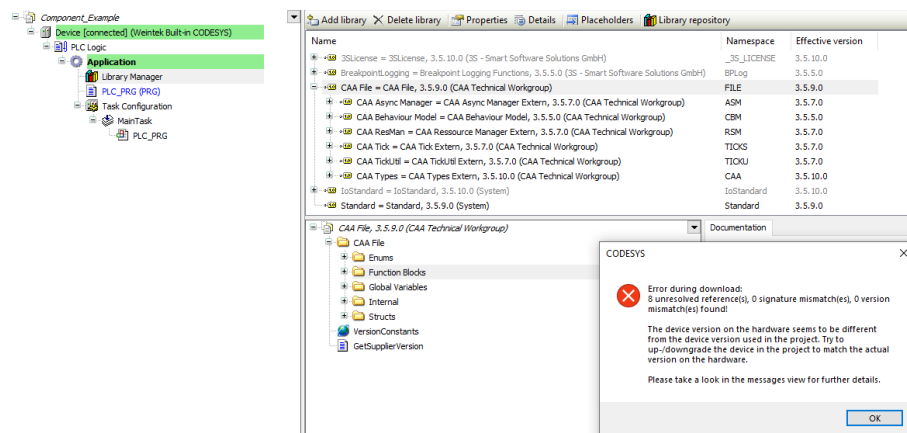 Component_Example
Device [connected] (Weintek Built-in CODESYS)
PLC Logic
Application
Library Manager
PLC_PRG (PRG)
Task Configuration
MainTask
PLC_PRG
Add library Delete library Properties Details Placeholders Library repository
Name Namespace Effective version
3SLicense = 3SLicense, 3.5.10.0 (3S - Smart Software Solutions GmbH) _3S_LICENSE 3.5.10.0
BreakpointLogging = Breakpoint Logging Functions, 3.5.5.0 (3S - Smart Software Solutions GmbH) BPLog 3.5.5.0
CAA File = CAA File, 3.5.9.0 (CAA Technical Workgroup) FILE 3.5.9.0
CAA Async Manager = CAA Async Manager Extern, 3.5.7.0 (CAA Technical Workgroup) ASM 3.5.7.0
CAA Behaviour Model = CAA Behaviour Model, 3.5.5.0 (CAA Technical Workgroup) CBM 3.5.5.0
CAA ResMan = CAA Ressource Manager Extern, 3.5.7.0 (CAA Technical Workgroup) RSM 3.5.7.0
CAA Tick = CAA Tick Extern, 3.5.7.0 (CAA Technical Workgroup) TICKS 3.5.7.0
CAA TickUtil = CAA TickUtil Extern, 3.5.7.0 (CAA Technical Workgroup) TICKU 3.5.7.0
CAA Types = CAA Types Extern, 3.5.10.0 (CAA Technical Workgroup) CAA 3.5.10.0
IoStandard = IoStandard, 3.5.10.0 (System) IoStandard 3.5.10.0
Standard = Standard, 3.5.9.0 (System) Standard 3.5.9.0
CAA File, 3.5.9.0 (CAA Technical Workgroup)
CAA File
Enums
Function Blocks
Global Variables
Internal
Structs
VersionConstants
GetSupplierVersion
Documentation
CODESYS
Error during download:
8 unresolved reference(s), 0 signature mismatch(es), 0 version
mismatch(es) found!
The device version on the hardware seems to be different
from the device version used in the project. Try to
up-/downgrade the device in the project to match the actual
version on the hardware.
Please take a look in the messages view for further details.
OK